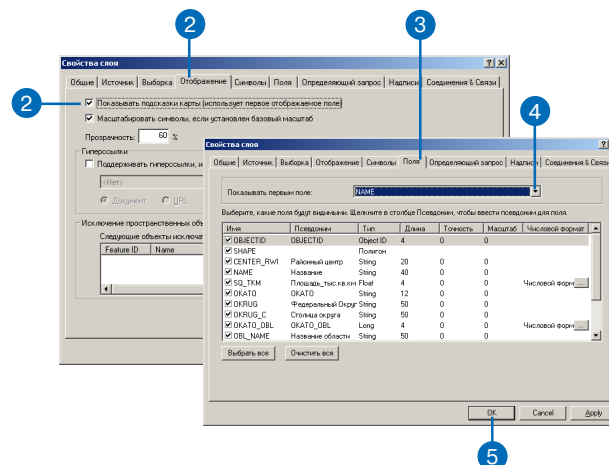 2
3
Свойства слоя
Общие Источник Выборка Отображение Символы Поля Определяющий запрос Надписи Соединения & Связи
2
Показывать подсказки карты (использует первое отображаемое поле)
Масштабировать символы, если установлен базовый масштаб
Прозрачность: 60 %
Гиперссылки
Поддерживать гиперссылки, и
<Нет>
Документ URL
Исключение пространственных объ
Следующие объекты исключат
Feature ID Name
4
Свойства слоя
Общие Источник Выборка Отображение Символы Поля Определяющий запрос Надписи Соединения & Связи
Показывать первым поле: NAME
Выберите, какие поля будут видимыми. Щелкните в столбце Псевдоним, чтобы ввести псевдоним для поля.
Имя Псевдоним Тип Длина Точность Масштаб Числовой формат
OBJECTID OBJECTID Object ID 4 0 0
SHAPE Полигон
CENTER_RWI Районный центр String 20 0 0
NAME Название String 40 0 0
SQ_TKM Площадь_тыс.кв.км Float 4 0 0 Числовой форм ...
OKATO OKATO String 12 0 0
OKRUG Федеральный Округ String 50 0 0
OKRUG_C Столица округа String 50 0 0
OKATO_OBL OKATO_OBL Long 4 0 0 Числовой форм ...
OBL_NAME Название области String 50 0 0
Выбрать все Очистить все
OK Cancel Apply
5